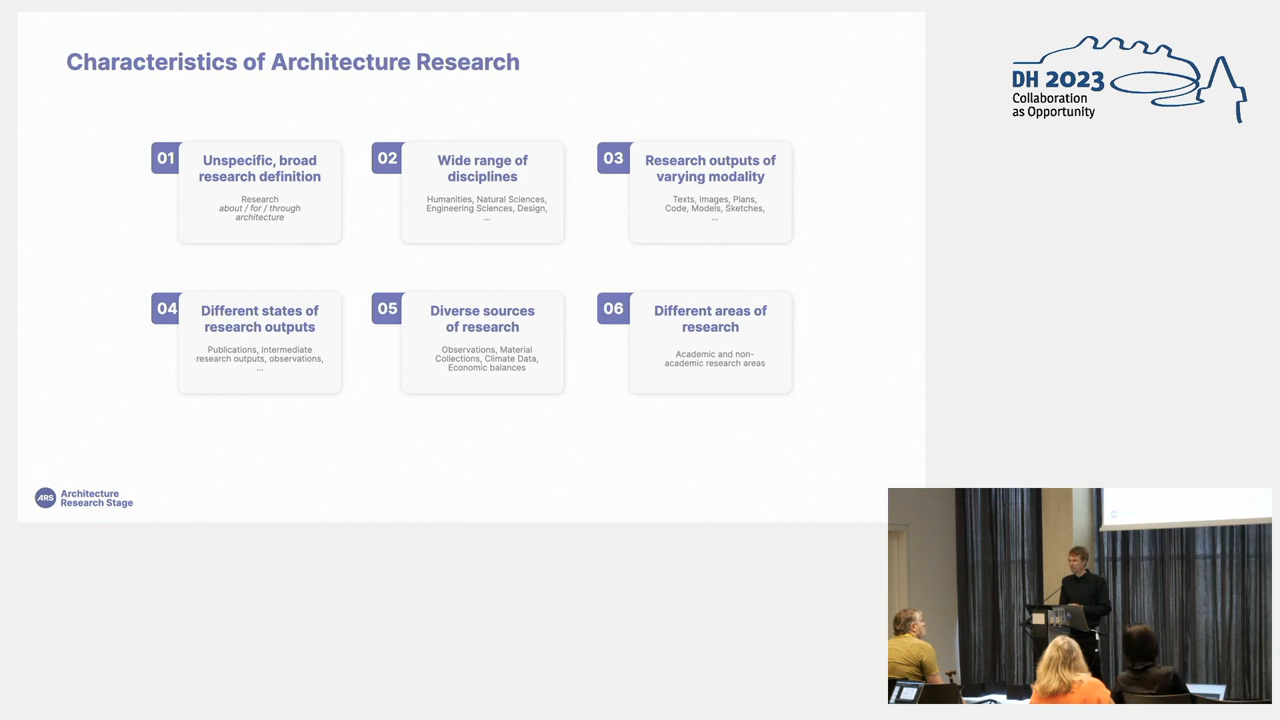 Characteristics of Architecture Research
01
Unspecific, broad
research definition
Research
about / for / through
architecture
02
Wide range of
disciplines
Humanities, Natural Sciences,
Engineering Sciences, Design,
...
03
Research outputs of
varying modality
Texts, Images, Plans,
Code, Models, Sketches,
...
04
Different states of
research outputs
Publications, Intermediate
research outputs, observations,
...
05
Diverse sources
of research
Observations, Material
Collections, Climate Data,
Economic balances
06
Different areas of
research
Academic and non-
academic research areas
ARS
Architecture
Research Stage
DH 2023
Collaboration
as Opportunity